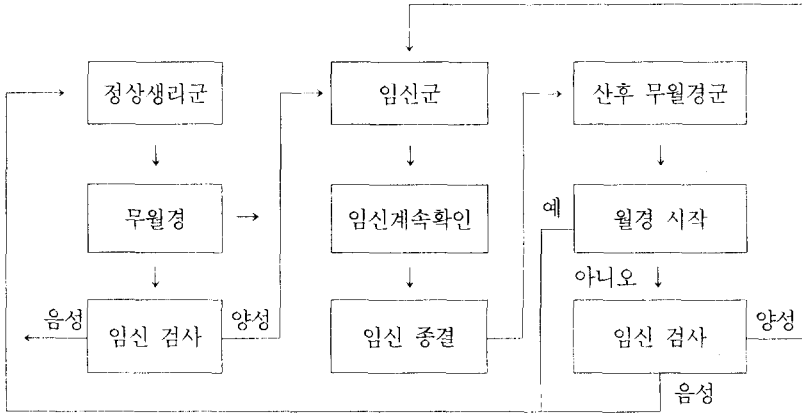 정상생리군
임신군
산후 무월경군
무월경
임신계속확인
예
월경 시작
아니오
음성
임신 검사
양성
임신 종결
임신 검사
양성
음성